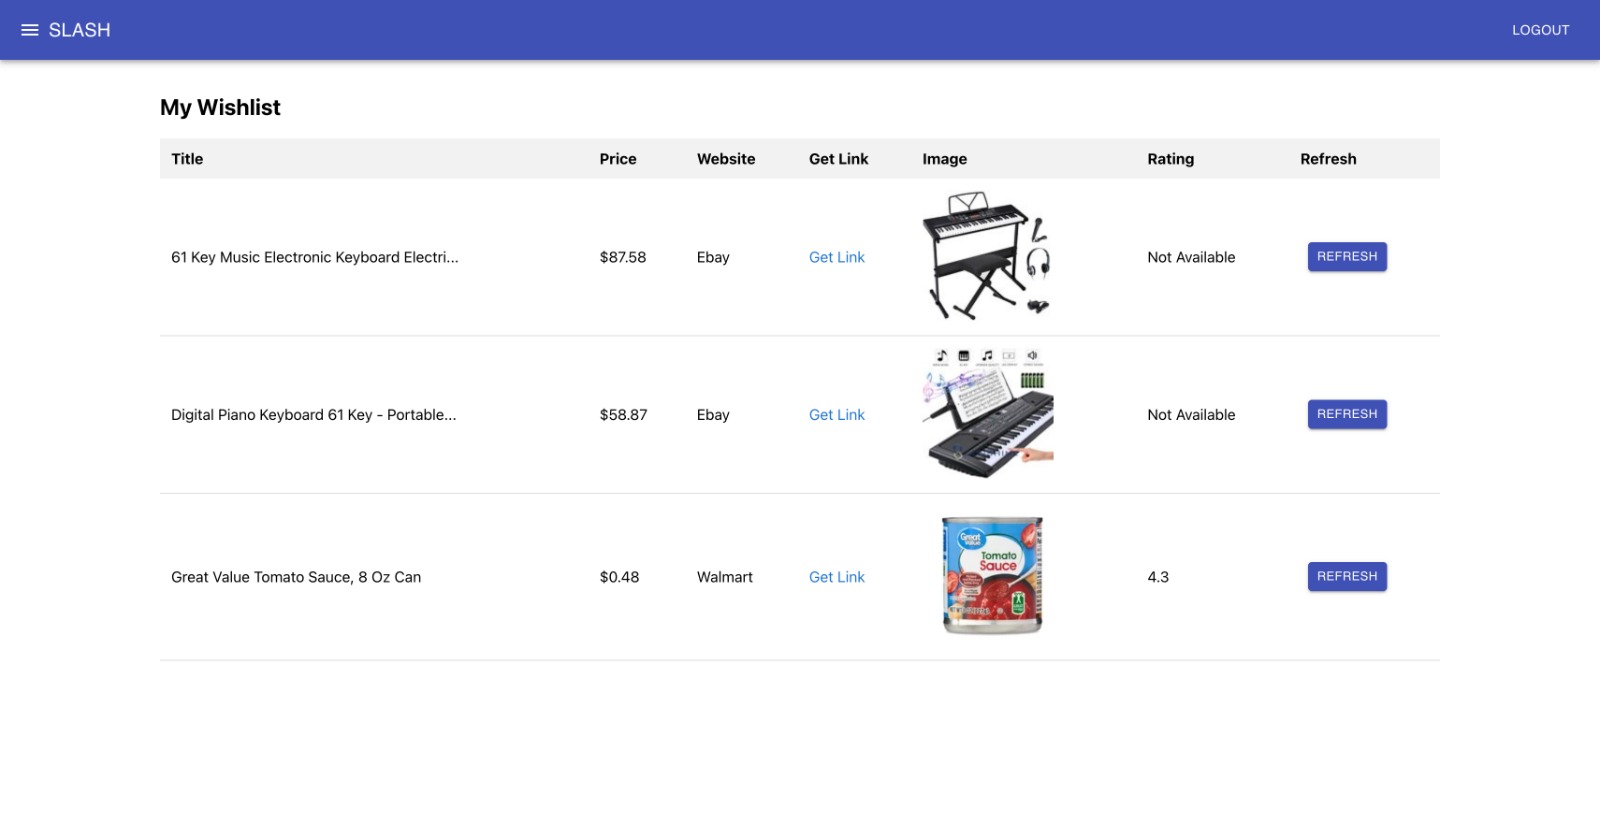 SLASH
LOGOUT
My Wishlist
Title Price Website Get Link Image Rating Refresh
61 Key Music Electronic Keyboard Electri... $87.58 Ebay Get Link Not Available REFRESH
Digital Piano Keyboard 61 Key - Portable... $58.87 Ebay Get Link Not Available REFRESH
Great Value Tomato Sauce, 8 Oz Can $0.48 Walmart Get Link 4.3 REFRESH
Great
Value
Tomato
Sauce